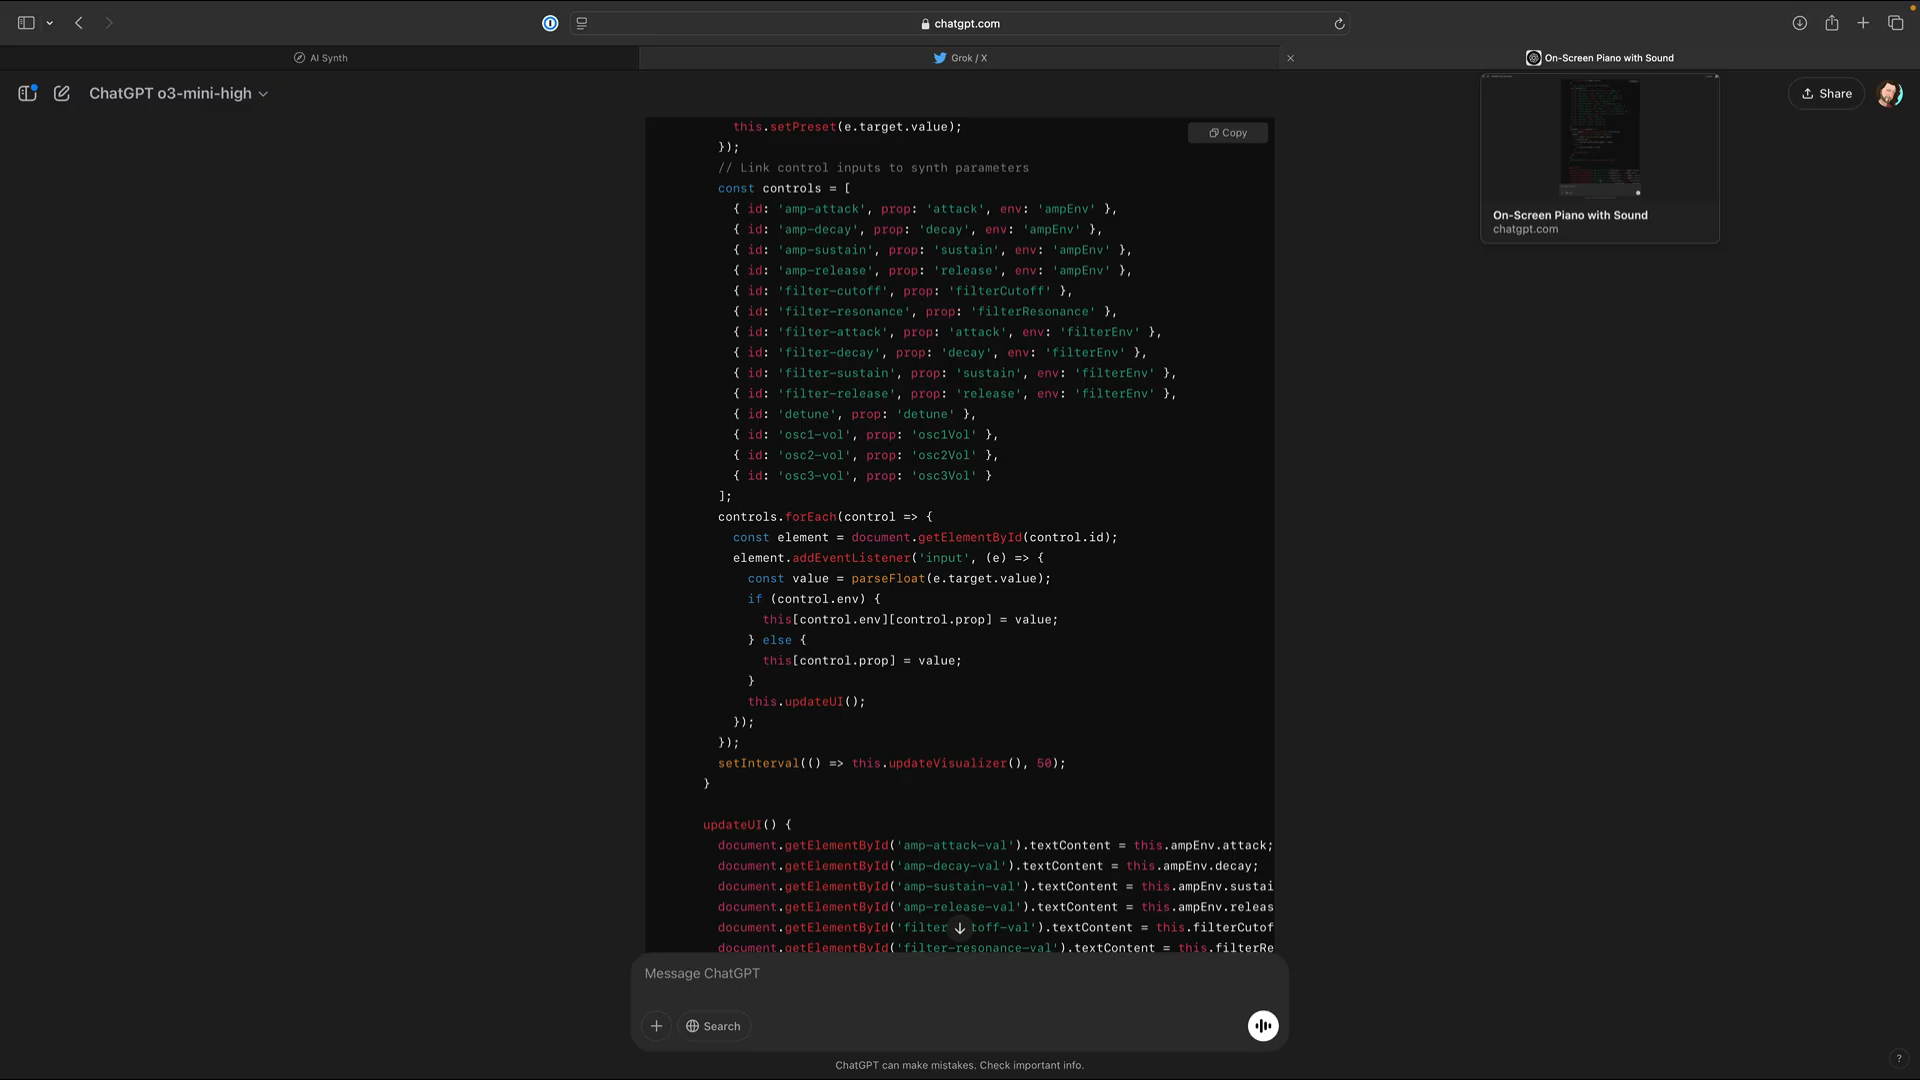 chatgpt.com
AI Synth
Grok / X
On-Screen Piano with Sound
ChatGPT o3-mini-high
Share
On-Screen Piano with Sound
chatgpt.com
Copy
this.setPreset(e.target.value);
});
// Link control inputs to synth parameters
const controls = [
{ id: 'amp-attack', prop: 'attack', env: 'ampEnv' },
{ id: 'amp-decay', prop: 'decay', env: 'ampEnv' },
{ id: 'amp-sustain', prop: 'sustain', env: 'ampEnv' },
{ id: 'amp-release', prop: 'release', env: 'ampEnv' },
{ id: 'filter-cutoff', prop: 'filterCutoff' },
{ id: 'filter-resonance', prop: 'filterResonance' },
{ id: 'filter-attack', prop: 'attack', env: 'filterEnv' },
{ id: 'filter-decay', prop: 'decay', env: 'filterEnv' },
{ id: 'filter-sustain', prop: 'sustain', env: 'filterEnv' },
{ id: 'filter-release', prop: 'release', env: 'filterEnv' },
{ id: 'detune', prop: 'detune' },
{ id: 'osc1-vol', prop: 'osc1Vol' },
{ id: 'osc2-vol', prop: 'osc2Vol' },
{ id: 'osc3-vol', prop: 'osc3Vol' }
];
controls.forEach(control => {
const element = document.getElementById(control.id);
element.addEventListener('input', (e) => {
const value = parseFloat(e.target.value);
if (control.env) {
this[control.env][control.prop] = value;
} else {
this[control.prop] = value;
}
this.updateUI();
});
});
setInterval(() => this.updateVisualizer(), 50);
}
updateUI() {
document.getElementById('amp-attack-val').textContent = this.ampEnv.attack;
document.getElementById('amp-decay-val').textContent = this.ampEnv.decay;
document.getElementById('amp-sustain-val').textContent = this.ampEnv.sustai
document.getElementById('amp-release-val').textContent = this.ampEnv.releas
document.getElementById('filter toff-val').textContent = this.filterCutof
document.getElementById('filter-resonance-val').textContent = this.filterRe
Message ChatGPT
Search
ChatGPT can make mistakes. Check important info.
?